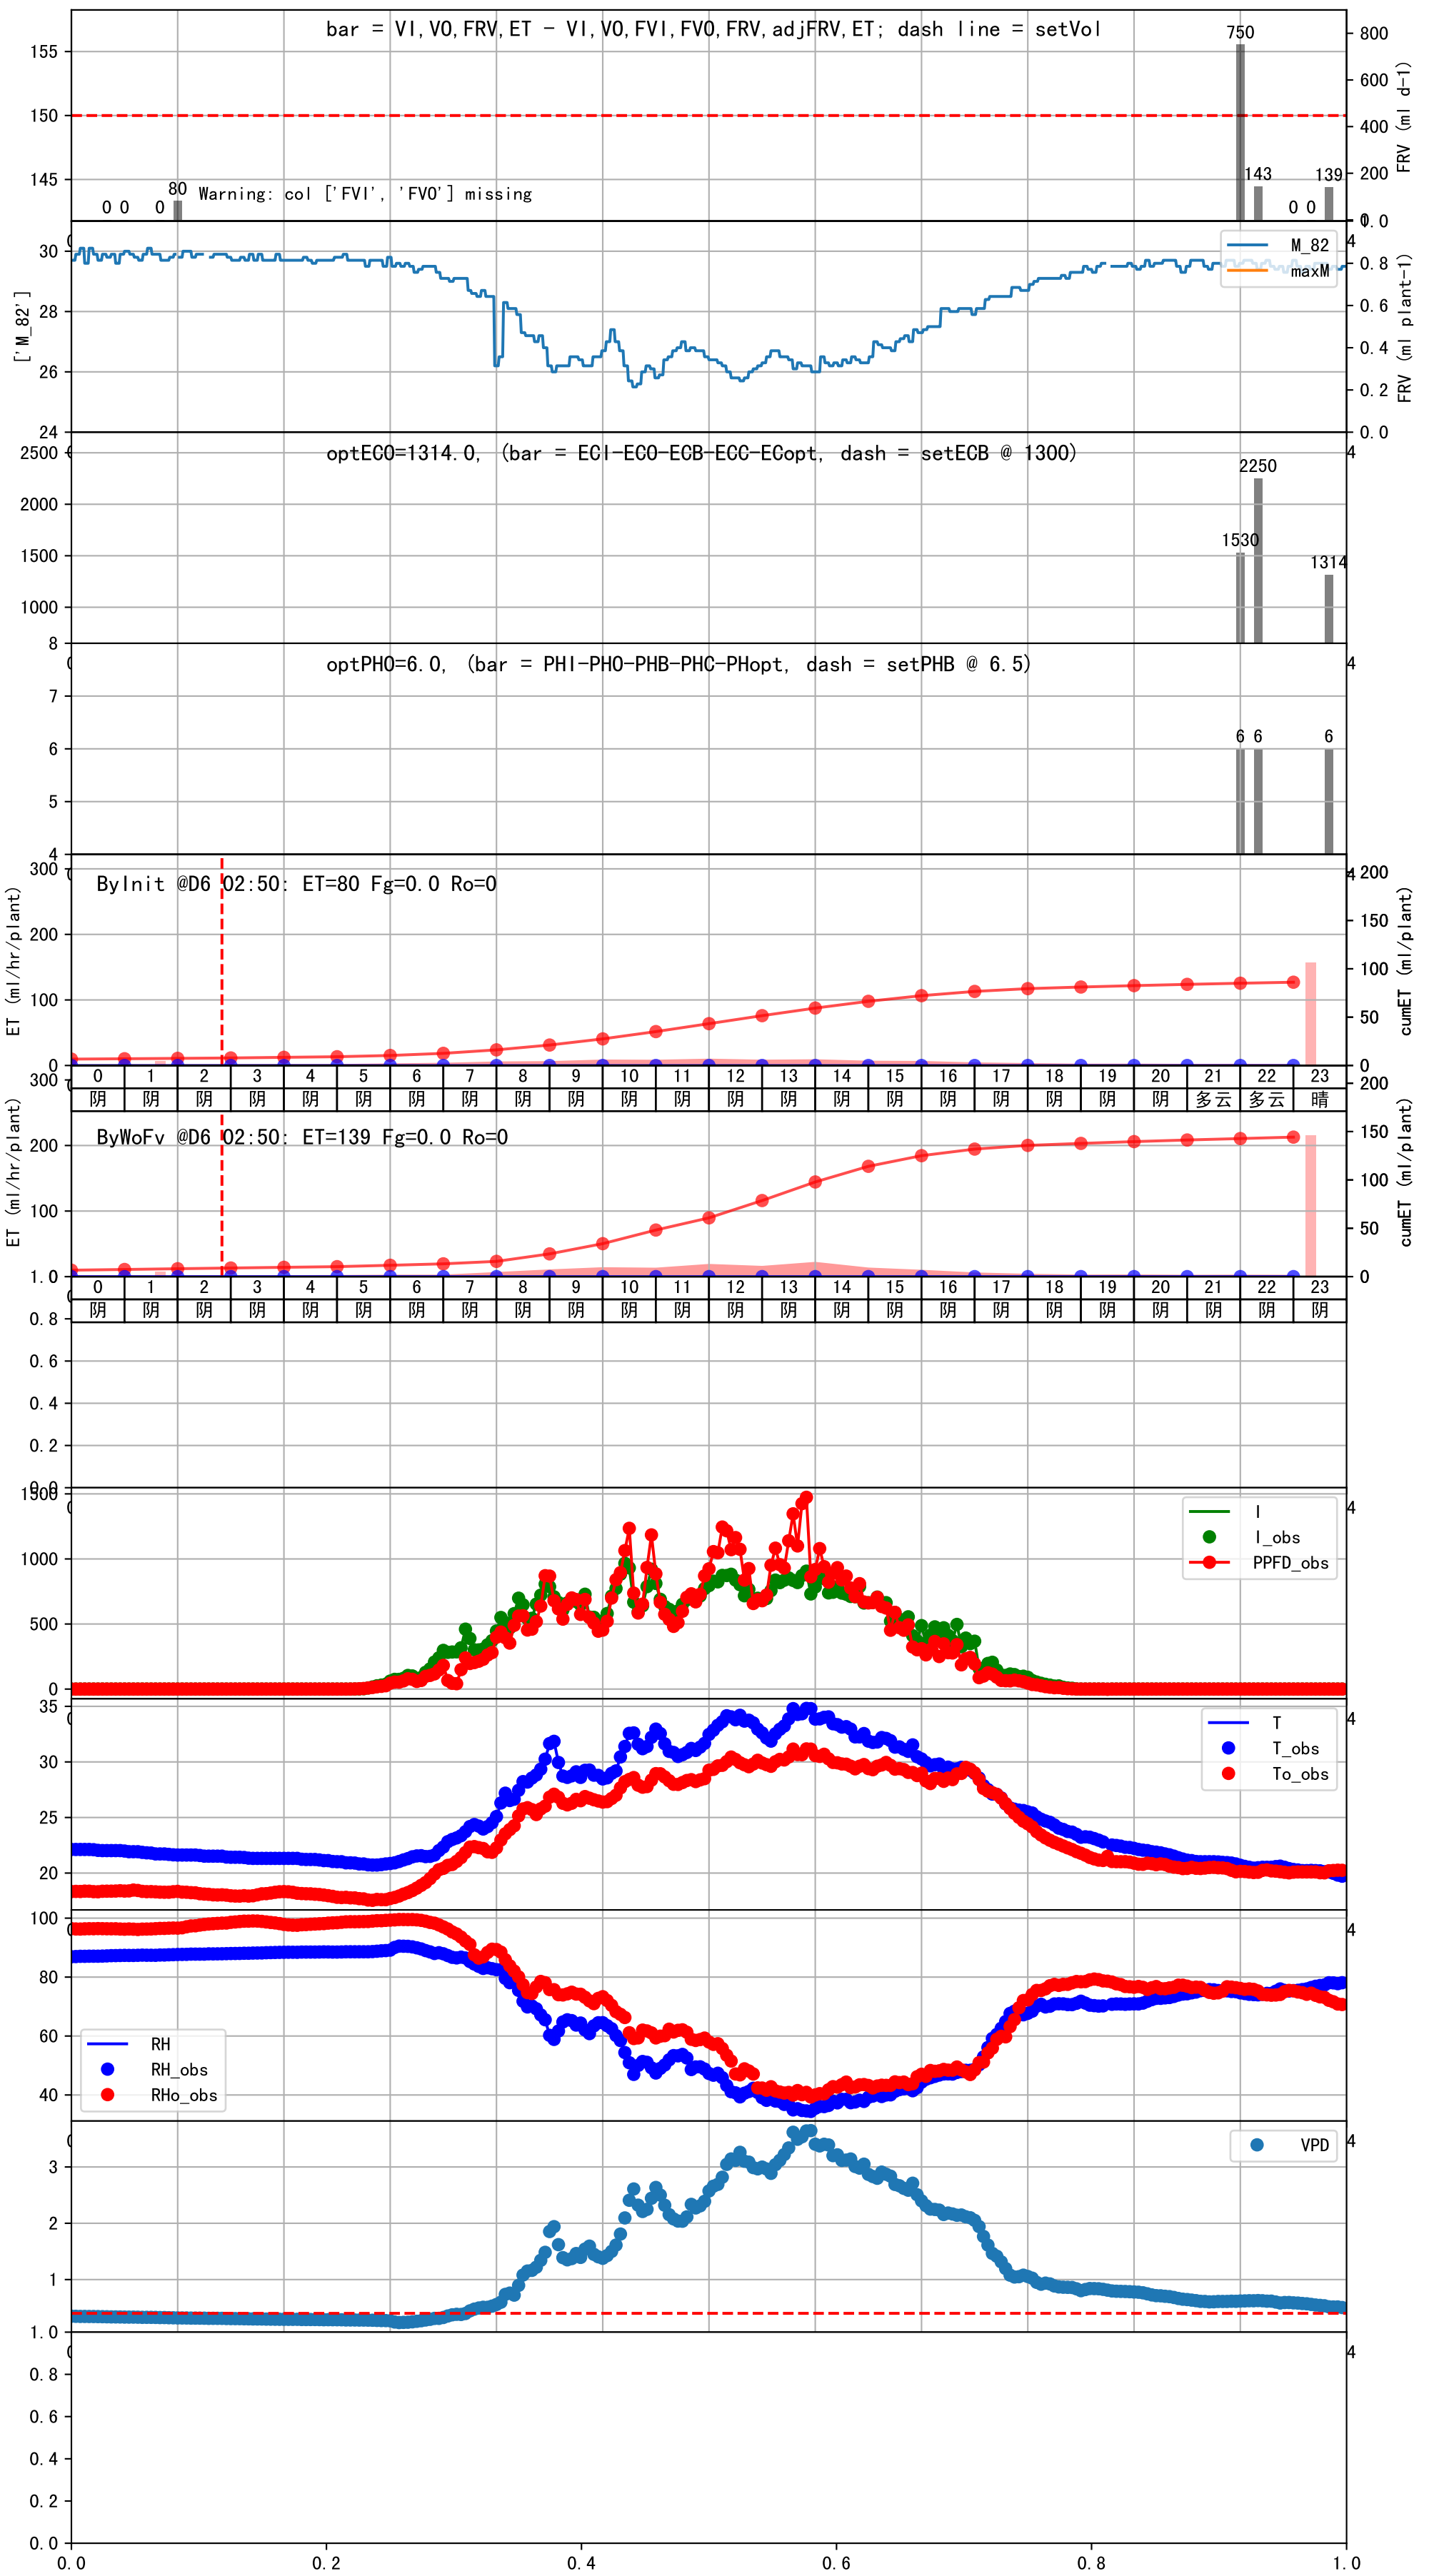 bar = VI,VO,FRV,ET - VI,VO,FVI,FVO,FRV,adjFRV,ET; dash line = setVol
155
150
145
800
600
400
200
0
FRV (ml d-1)
750
143
139
0 0 0 80
0 0
Warning: col ['FVI', 'FVO'] missing
['M_82']
30
28
26
24
M_82
maxM
1.0
0.8
0.6
0.4
0.2
0.0
FRV (ml plant-1)
optECO=1314.0, (bar = ECI-ECO-ECB-ECC-ECopt, dash = setECB @ 1300)
2500
2000
1500
1000
1530
2250
1314
optPHO=6.0, (bar = PHI-PHO-PHB-PHC-PHopt, dash = setPHB @ 6.5)
8
7
6
5
4
6 6 6
ByInit @D6 02:50: ET=80 Fg=0.0 Ro=0
ET (ml/hr/plant)
300
200
100
0
200
150
100
50
0
cumET (ml/plant)
0 1 2 3 4 5 6 7 8 9 10 11 12 13 14 15 16 17 18 19 20 21 22 23
阴 阴 阴 阴 阴 阴 阴 阴 阴 阴 阴 阴 阴 阴 阴 阴 阴 阴 阴 阴 阴 多云 多云 晴
ByWoFv @D6 02:50: ET=139 Fg=0.0 Ro=0
ET (ml/hr/plant)
300
200
100
200
150
100
50
0
cumET (ml/plant)
0 1 2 3 4 5 6 7 8 9 10 11 12 13 14 15 16 17 18 19 20 21 22 23
阴 阴 阴 阴 阴 阴 阴 阴 阴 阴 阴 阴 阴 阴 阴 阴 阴 阴 阴 阴 阴 阴 阴 阴
1.0
0.8
0.6
0.4
0.2
0.0
1500
1000
500
0
I
I_obs
PPFD_obs
35
30
25
20
T
T_obs
To_obs
100
80
60
40
RH
RH_obs
RHo_obs
3
2
1
VPD
1.0
0.8
0.6
0.4
0.2
0.0
0.0 0.2 0.4 0.6 0.8 1.0